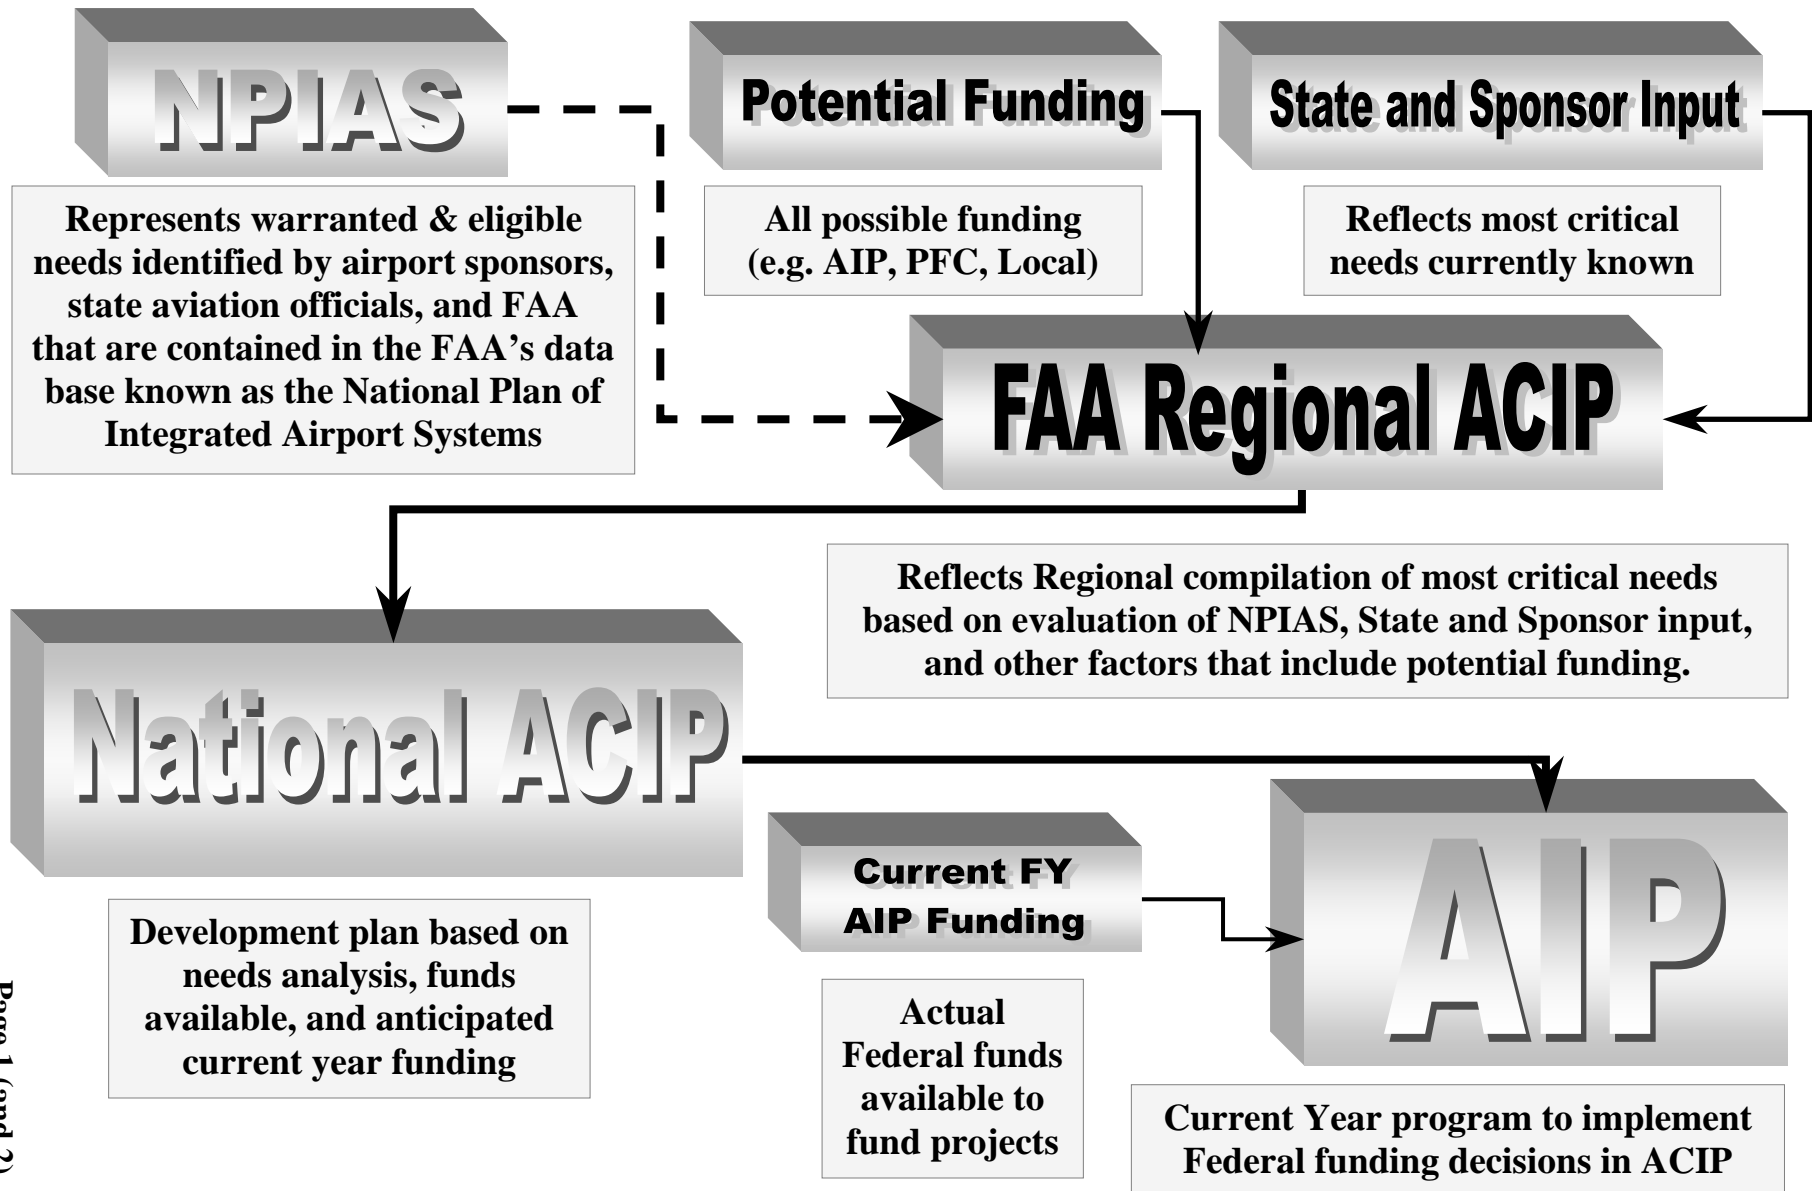 NPIAS
Represents warranted & eligible
needs identified by airport sponsors,
state aviation officials, and FAA
that are contained in the FAA’s data
base known as the National Plan of
Integrated Airport Systems
Potential Funding
All possible funding
(e.g. AIP, PFC, Local)
State and Sponsor Input
Reflects most critical
needs currently known
FAA Regional ACIP
Reflects Regional compilation of most critical needs
based on evaluation of NPIAS, State and Sponsor input,
and other factors that include potential funding.
National ACIP
Development plan based on
needs analysis, funds
available, and anticipated
current year funding
Current FY
AIP Funding
Actual
Federal funds
available to
fund projects
AIP
Current Year program to implement
Federal funding decisions in ACIP
Page 1 (and 2)